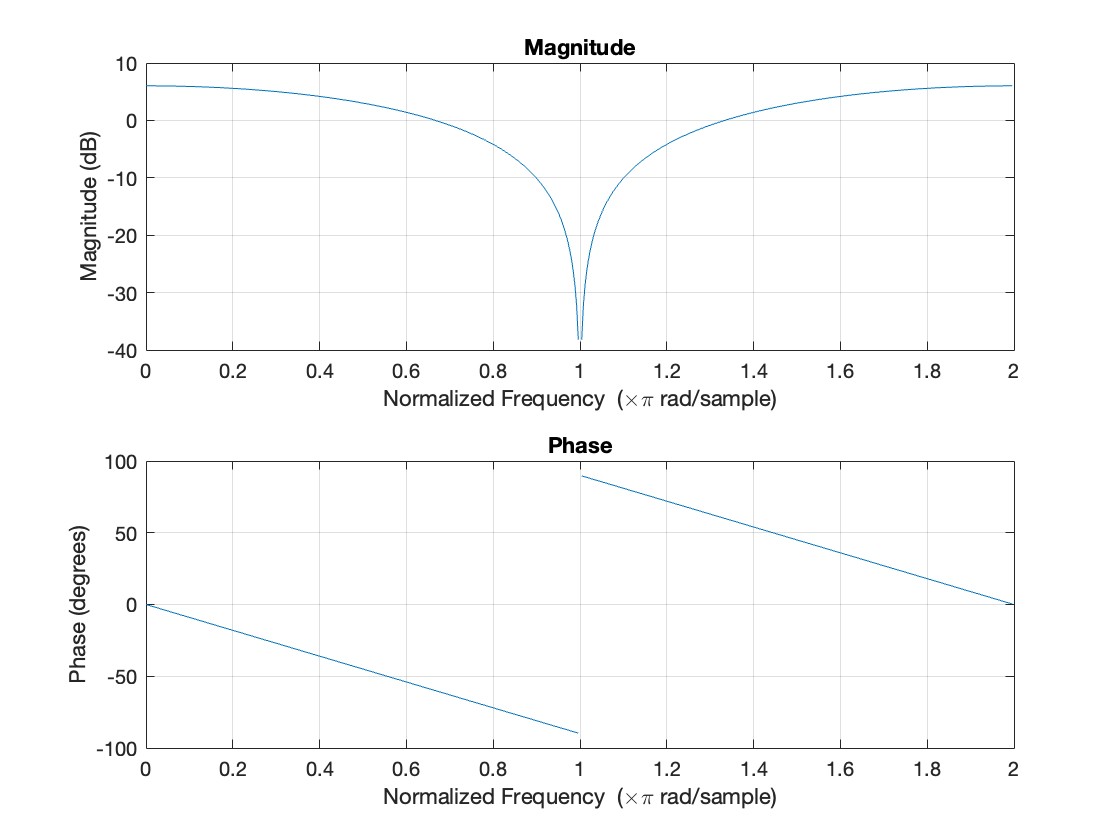 Magnitude
10
0
-10
-20
-30
-40
Magnitude (dB)
0 0.2 0.4 0.6 0.8 1 1.2 1.4 1.6 1.8 2
Normalized Frequency (×π rad/sample)
Phase
100
50
0
-50
-100
Phase (degrees)
0 0.2 0.4 0.6 0.8 1 1.2 1.4 1.6 1.8 2
Normalized Frequency (×π rad/sample)